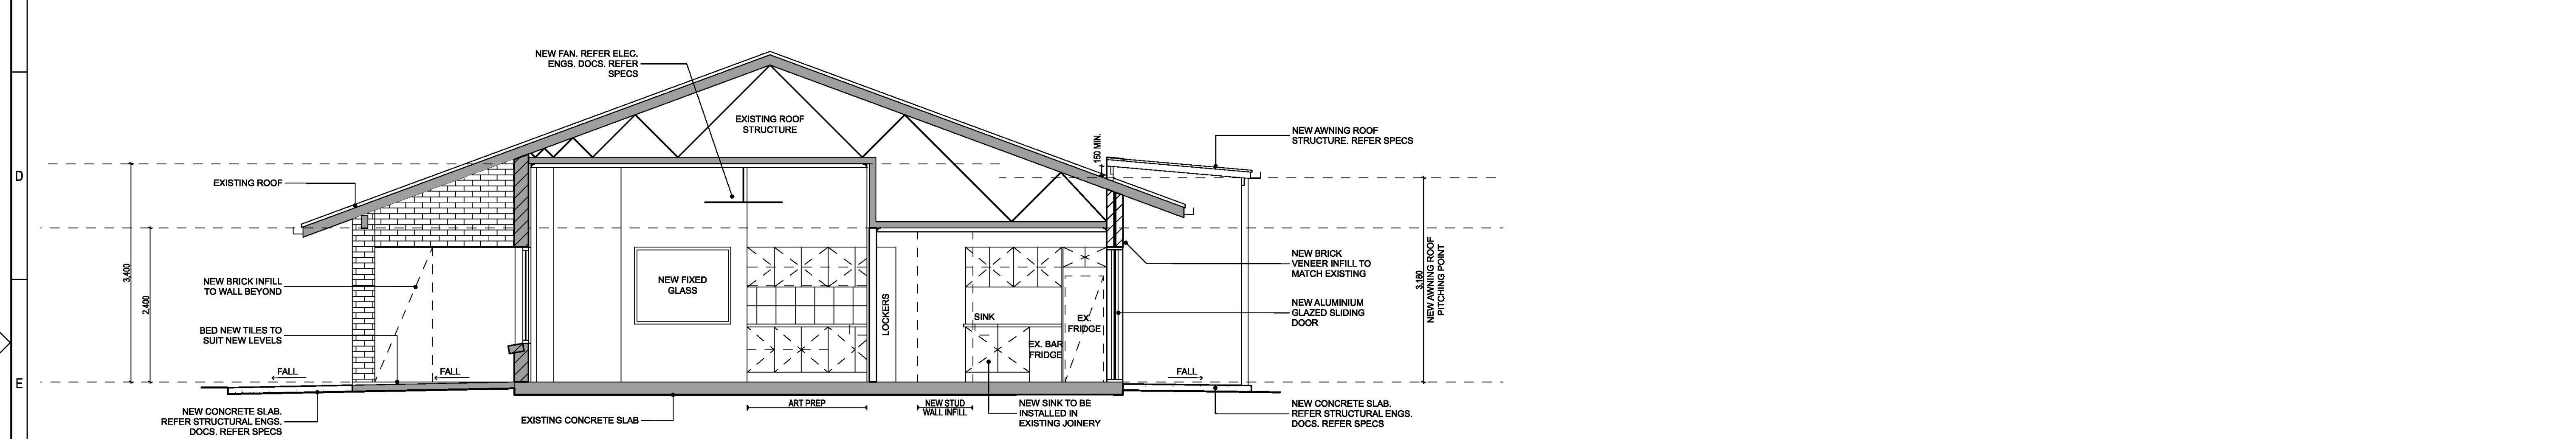 NEW FAN. REFER ELEC.
ENGS. DOCS. REFER
SPECS
EXISTING ROOF
STRUCTURE
150 MIN.
NEW AWNING ROOF
STRUCTURE. REFER SPECS
D
EXISTING ROOF
3,400
2,400
NEW BRICK INFILL
TO WALL BEYOND
BED NEW TILES TO
SUIT NEW LEVELS
NEW FIXED
GLASS
LOCKERS
SINK
EX.
FRIDGE
EX. BAR
FRIDGE
NEW BRICK
VENEER INFILL TO
MATCH EXISTING
NEW ALUMINIUM
GLAZED SLIDING
DOOR
3,180
NEW AWNING ROOF
PITCHING POINT
E
FALL
FALL
FALL
NEW CONCRETE SLAB.
REFER STRUCTURAL ENGS.
DOCS. REFER SPECS
EXISTING CONCRETE SLAB
ART PREP
NEW STUD
WALL INFILL
NEW SINK TO BE
INSTALLED IN
EXISTING JOINERY
NEW CONCRETE SLAB.
REFER STRUCTURAL ENGS.
DOCS. REFER SPECS